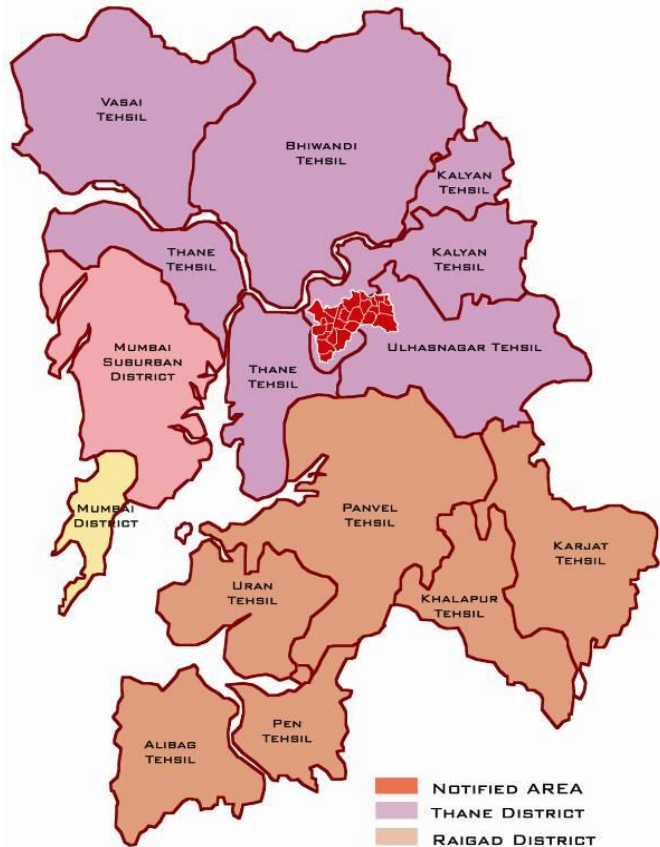 VASAI
TEHSIL
BHIWANDI
TEHSIL
KALYAN
TEHSIL
THANE
TEHSIL
KALYAN
TEHSIL
MUMBAI
SUBURBAN
DISTRICT
THANE
TEHSIL
ULHASNAGAR TEHSIL
MUMBAI
DISTRICT
PANVEL
TEHSIL
KARJAT
TEHSIL
URAN
TEHSIL
KHALAPUR
TEHSIL
PEN
TEHSIL
ALIBAG
TEHSIL
NOTIFIED AREA
THANE DISTRICT
RAIGAD DISTRICT